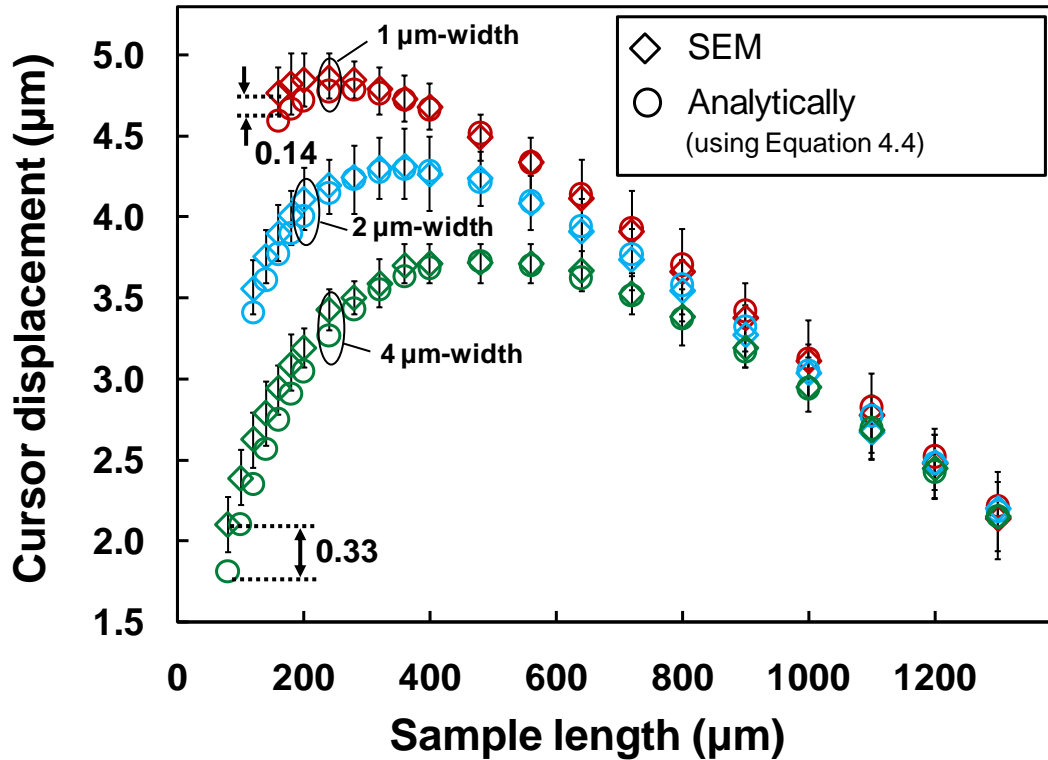 Cursor displacement (µm)
5.0
4.5
4.0
3.5
3.0
2.5
2.0
1.5
1 µm-width
SEM
Analytically
(using Equation 4.4)
0.14
2 µm-width
4 µm-width
0.33
0 200 400 600 800 1000 1200
Sample length (µm)